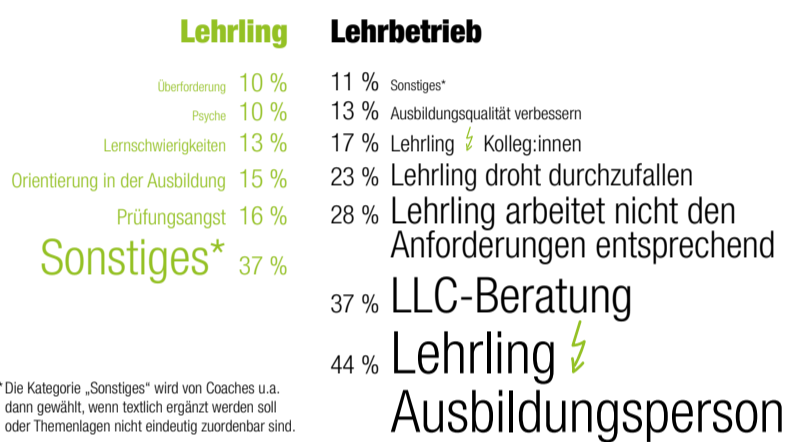 Lehrling
Überforderung 10 %
Psyche 10 %
Lernschwierigkeiten 13 %
Orientierung in der Ausbildung 15 %
Prüfungsangst 16 %
Sonstiges* 37 %
* Die Kategorie „Sonstiges“ wird von Coaches u.a.
dann gewählt, wenn textlich ergänzt werden soll
oder Themenlagen nicht eindeutig zuordenbar sind.
Lehrbetrieb
11 % Sonstiges*
13 % Ausbildungsqualität verbessern
17 % Lehrling Kolleg:innen
23 % Lehrling droht durchzufallen
28 % Lehrling arbeitet nicht den
Anforderungen entsprechend
37 % LLC-Beratung
44 % Lehrling
Ausbildungsperson